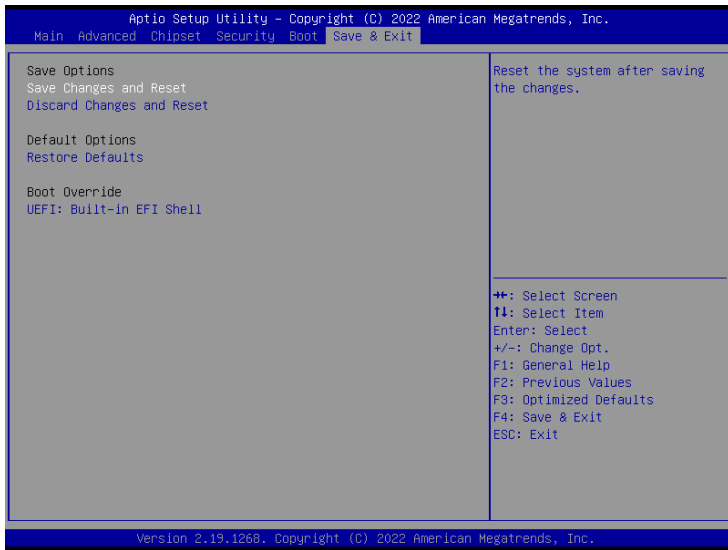 Aptio Setup Utility – Copyright (C) 2022 American Megatrends, Inc.
Main Advanced Chipset Security Boot Save & Exit
Save Options
Save Changes and Reset
Discard Changes and Reset
Default Options
Restore Defaults
Boot Override
UEFI: Built-in EFI Shell
Reset the system after saving
the changes.
→←: Select Screen
↑↓: Select Item
Enter: Select
+/-: Change Opt.
F1: General Help
F2: Previous Values
F3: Optimized Defaults
F4: Save & Exit
ESC: Exit
Version 2.19.1268. Copyright (C) 2022 American Megatrends, Inc.